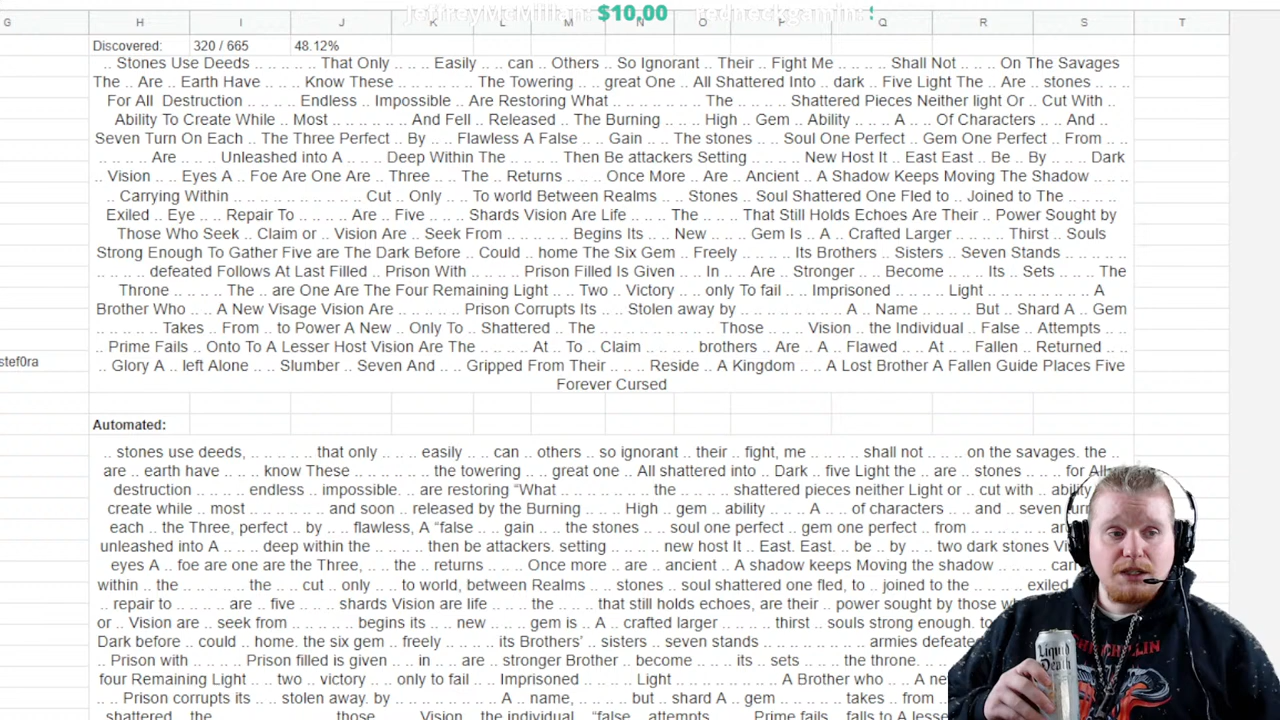 JeffreyMcMillan: $10.00 redneckgamin:
G H I J K L M N O P Q R S T
Discovered: 320 / 665 48.12%
.. Stones Use Deeds .. .. .. .. .. That Only .. .. .. Easily .. can .. Others .. So Ignorant .. Their .. Fight Me .. .. .. Shall Not .. .. On The Savages
The .. Are .. Earth Have .. .. .. Know These .. .. .. .. .. The Towering .. .. great One .. All Shattered Into .. dark .. Five Light The .. Are .. stones .. ..
For All Destruction .. .. .. Endless .. Impossible .. Are Restoring What .. .. .. .. .. The .. .. .. Shattered Pieces Neither light Or .. Cut With ..
Ability To Create While .. Most .. .. .. .. .. And Fell .. Released .. The Burning .. .. High .. Gem .. Ability .. .. A .. Of Characters .. .. And ..
Seven Turn On Each .. The Three Perfect .. By .. .. Flawless A False .. .. Gain .. .. The stones .. .. Soul One Perfect .. Gem One Perfect .. From ..
.. .. .. Are .. .. .. Unleashed into A .. .. .. Deep Within The .. .. .. .. Then Be attackers Setting .. .. .. New Host It .. East East .. Be .. By .. .. Dark
.. Vision .. .. Eyes A .. Foe Are One Are .. Three .. .. The .. Returns .. .. Once More .. Are .. Ancient .. A Shadow Keeps Moving The Shadow .. .. ..
.. Carrying Within .. .. .. .. .. .. .. .. .. Cut .. Only .. .. To world Between Realms .. .. Stones .. Soul Shattered One Fled to .. Joined to The .. .. ..
Exiled .. Eye .. .. Repair To .. .. .. Are .. Five .. .. Shards Vision Are Life .. .. The .. .. That Still Holds Echoes Are Their .. Power Sought by
Those Who Seek .. Claim or .. Vision Are .. Seek From .. .. .. .. Begins Its .. New .. .. Gem Is .. A .. Crafted Larger .. .. .. Thirst .. Souls
Strong Enough To Gather Five are The Dark Before .. Could .. home The Six Gem .. Freely .. .. .. Its Brothers .. Sisters .. Seven Stands .. .. ..
.. .. .. .. defeated Follows At Last Filled .. Prison With .. .. .. Prison Filled Is Given .. .. In .. .. Are .. Stronger .. Become .. .. Its .. Sets .. .. The
Throne .. .. .. The .. are One Are The Four Remaining Light .. Two .. Victory .. .. only To fail .. Imprisoned .. .. .. Light .. .. .. .. .. .. A
Brother Who .. A New Visage Vision Are .. .. .. .. Prison Corrupts Its .. Stolen away by .. .. .. .. .. .. A .. Name .. .. But .. Shard A .. Gem
.. .. .. Takes .. From .. to Power A New .. Only To .. Shattered .. The .. .. .. .. .. Those .. .. Vision .. the Individual .. False .. Attempts ..
.. Prime Fails .. Onto To A Lesser Host Vision Are The .. .. .. At .. To .. Claim .. .. .. brothers .. Are .. A .. Flawed .. At .. Fallen .. Returned .. ..
.. Glory A .. left Alone .. .. Slumber .. Seven And .. .. Gripped From Their .. .. Reside .. A Kingdom .. .. A Lost Brother A Fallen Guide Places Five
Forever Cursed
stef0ra
Automated:
.. stones use deeds, .. .. .. .. .. that only .. .. .. easily .. .. can .. others .. so ignorant .. their .. fight, me .. .. .. shall not .. .. on the savages. the ..
are .. earth have .. .. .. know These .. .. .. .. .. the towering .. .. great one .. All shattered into .. Dark .. five Light the .. are .. stones .. .. for All
destruction .. .. .. endless .. impossible. .. are restoring “What .. .. .. .. .. the .. .. .. shattered pieces neither Light or .. cut with .. ability
create while .. most .. .. .. .. .. and soon .. released by the Burning .. .. High .. gem .. ability .. .. A .. of characters .. .. and .. seven turn
each .. the Three, perfect .. by .. .. flawless, A “false .. .. gain .. .. the stones .. .. soul one perfect .. gem one perfect .. from .. .. .. ar
unleashed into A .. .. .. deep within the .. .. .. .. then be attackers. setting .. .. .. new host It .. East. East. .. be .. by .. .. two dark stones Vi
eyes A .. foe are one are the Three, .. .. the .. returns .. .. Once more .. are .. ancient .. A shadow keeps Moving the shadow .. .. .. car
within .. the .. .. .. .. .. the .. .. cut .. only .. .. to world, between Realms .. .. stones .. soul shattered one fled, to .. joined to the .. .. .. exiled
.. repair to .. .. .. are .. five .. .. shards Vision are life .. .. the .. .. that still holds echoes, are their .. power sought by those w
or .. Vision are .. seek from .. .. .. .. begins its .. new .. .. gem is .. A .. crafted larger .. .. .. thirst .. souls strong enough. to
Dark before .. could .. home. the six gem .. freely .. .. .. its Brothers’ .. sisters .. seven stands .. .. .. .. .. armies defeate
.. Prison with .. .. .. Prison filled is given .. .. in .. .. are .. stronger Brother .. become .. .. its .. sets .. .. the throne. .. ..
four Remaining Light .. .. two .. victory .. .. only to fail .. Imprisoned .. .. .. Light .. .. .. .. .. .. A Brother who .. A ne
.. .. Prison corrupts its .. stolen away. by .. .. .. .. .. .. A .. name, .. .. but .. shard A .. gem .. .. .. takes .. from
shattered .. the .. .. .. .. .. those .. .. Vision .. the individual .. “false .. attempts .. .. Prime fails .. falls to A lesse
Liquid Death